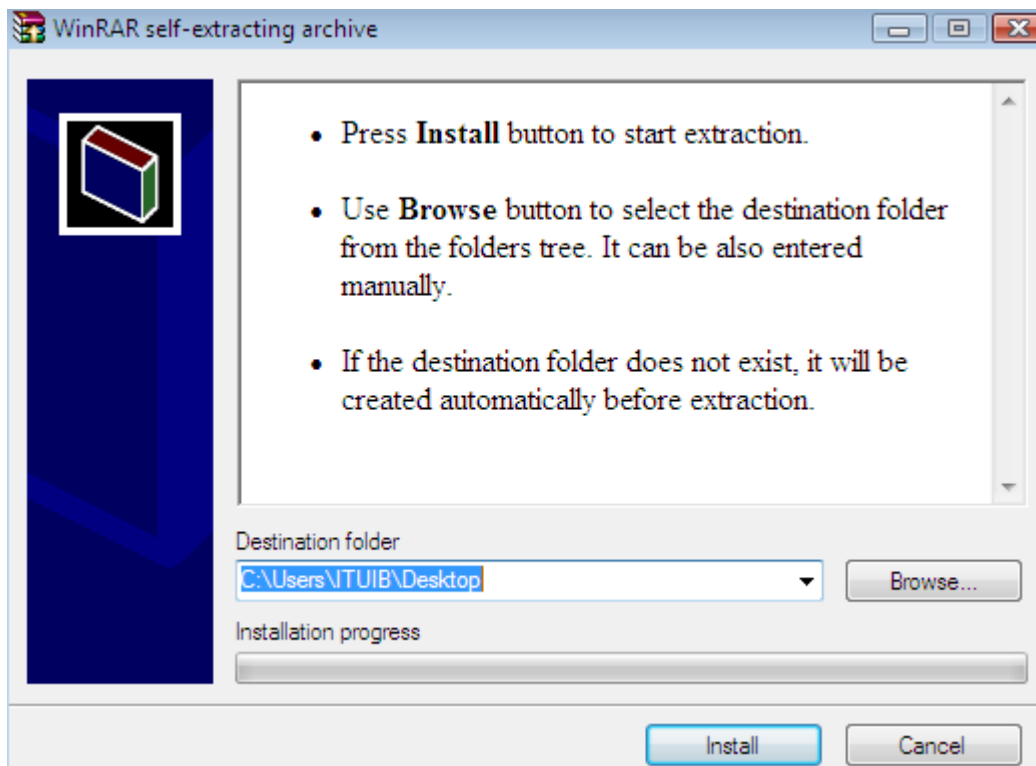 WinRAR self-extracting archive
• Press Install button to start extraction.
• Use Browse button to select the destination folder
from the folders tree. It can be also entered
manually.
• If the destination folder does not exist, it will be
created automatically before extraction.
Destination folder
C:\Users\ITUIB\Desktop
Browse...
Installation progress
Install
Cancel